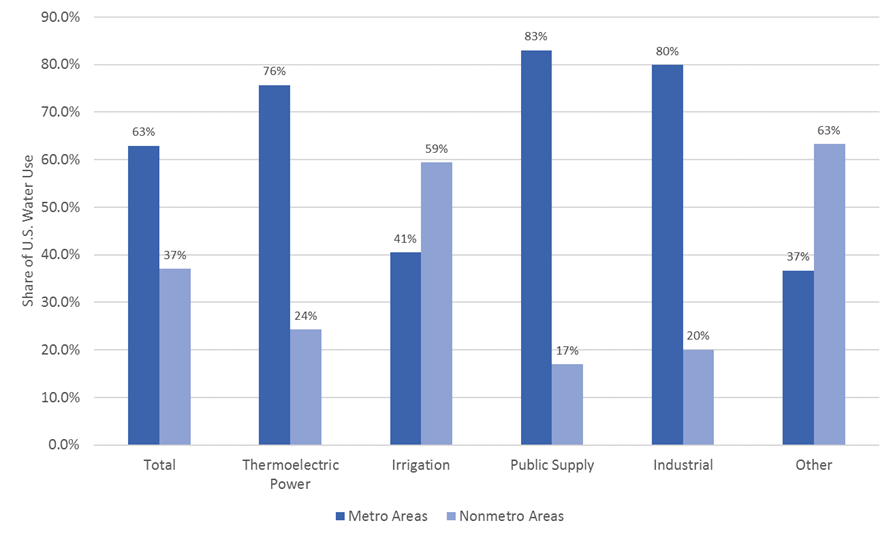 90.0%
80.0%
70.0%
60.0%
50.0%
40.0%
30.0%
20.0%
10.0%
0.0%
Share of U.S. Water Use
63%
37%
76%
24%
41%
59%
83%
17%
80%
20%
37%
63%
Total
Thermoelectric
Power
Irrigation
Public Supply
Industrial
Other
Metro Areas
Nonmetro Areas